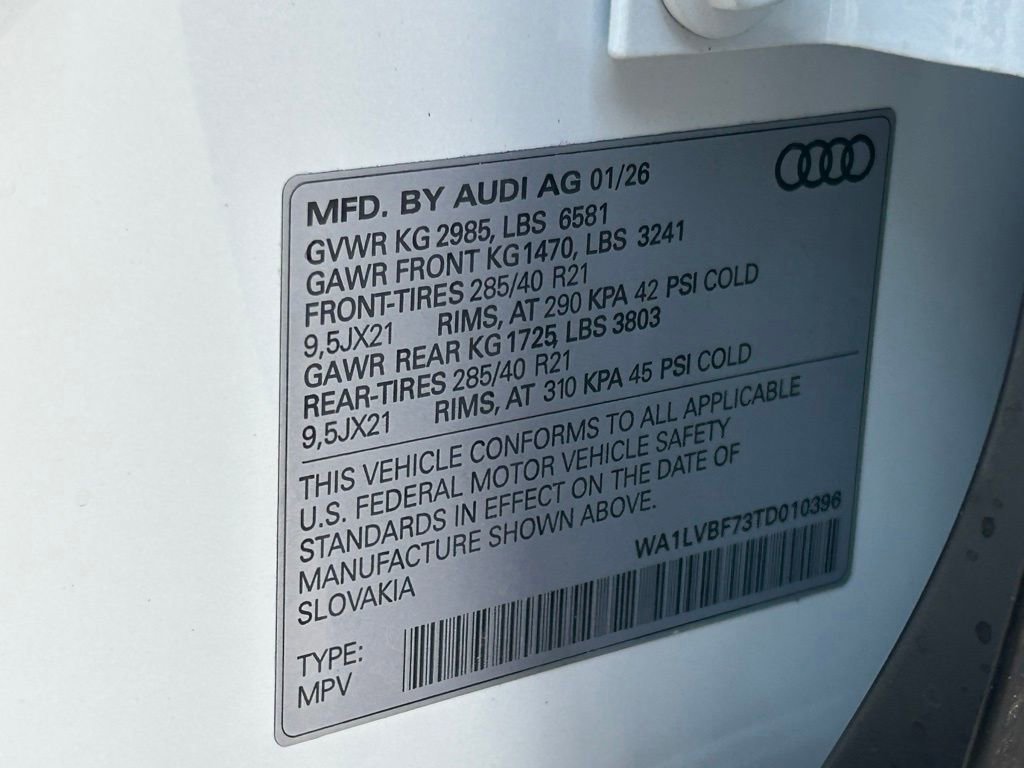 MFD. BY AUDI AG 01/26
GVWR KG 2985, LBS 6581
GAWR FRONT KG1470, LBS 3241
FRONT-TIRES 285/40 R21
9,5JX21 RIMS, AT 290 KPA 42 PSI COLD
GAWR REAR KG1725, LBS 3803
REAR-TIRES 285/40 R21
9,5JX21 RIMS, AT 310 KPA 45 PSI COLD
THIS VEHICLE CONFORMS TO ALL APPLICABLE
U.S. FEDERAL MOTOR VEHICLE SAFETY
STANDARDS IN EFFECT ON THE DATE OF
MANUFACTURE SHOWN ABOVE.
SLOVAKIA
WA1LVBF73TD010396
TYPE:
MPV